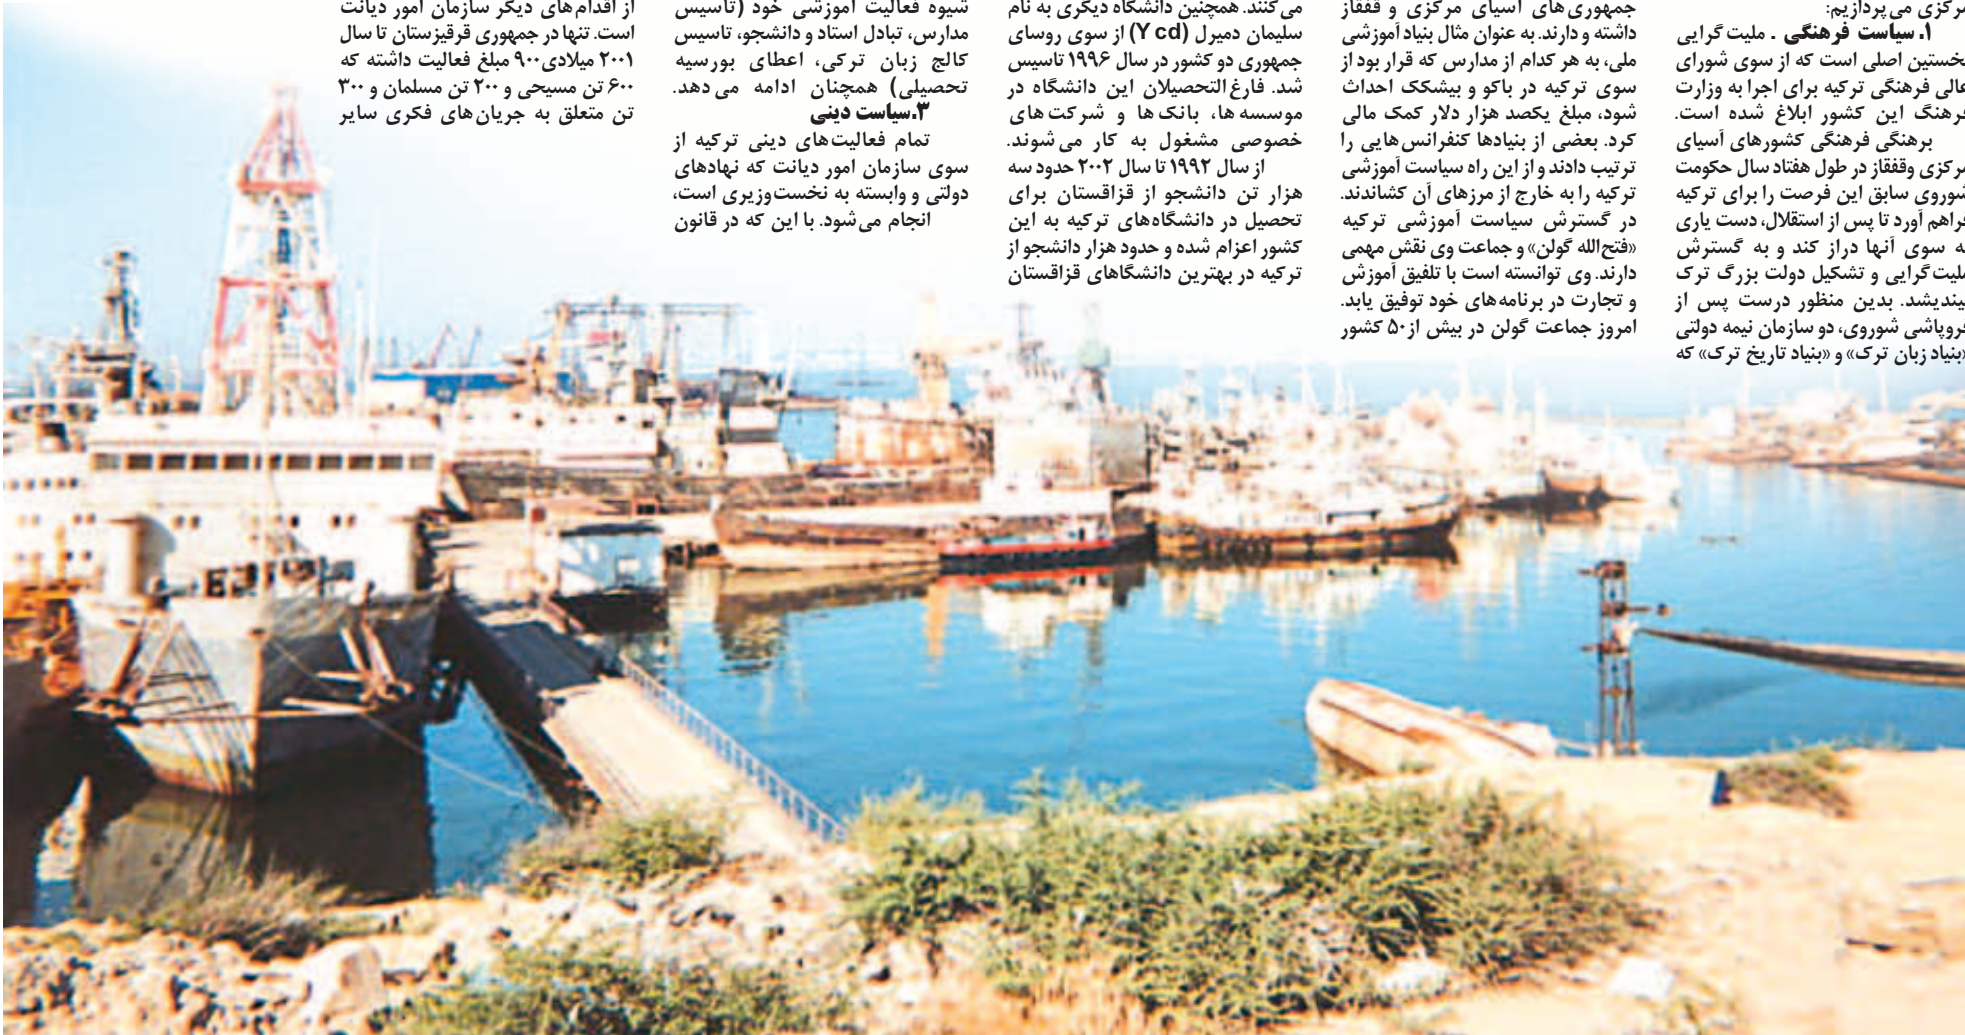 مرکزی می‌پردازیم:
۱. سیاست فرهنگی . ملیت گرایی
نخستین اصلی است که از سوی شورای
عالی فرهنگی ترکیه برای اجرا به وزارت
فرهنگ این کشور ابلاغ شده است.
برهنگی فرهنگی کشورهای آسیای
مرکزی وقفقاز در طول هفتاد سال حکومت
شوروی سابق این فرصت را برای ترکیه
فراهم آورد تا پس از استقلال، دست یاری
به سوی آنها دراز کند و به گسترش
ملیت‌گرایی و تشکیل دولت بزرگ ترک
بیندیشد. بدین منظور درست پس از
فروپاشی شوروی، دو سازمان نیمه دولتی
«بنیاد زبان ترک» و «بنیاد تاریخ ترک» که
جمهوری‌های آسیای مرکزی و قفقاز
داشته و دارند. به عنوان مثال بنیاد آموزشی
ملی، به هر کدام از مدارس که قرار بود از
سوی ترکیه در باکو و بیشکک احداث
شود، مبلغ یکصد هزار دلار کمک مالی
کرد. بعضی از بنیادها کنفرانس‌هایی را
ترتیب دادند و از این راه سیاست آموزشی
ترکیه را به خارج از مرزهای آن کشاندند.
در گسترش سیاست آموزشی ترکیه
«فتح‌الله گولن» و جماعت وی نقش مهمی
دارند. وی توانسته است با تلفیق آموزش
و تجارت در برنامه‌های خود توفیق یابد.
امروز جماعت گولن در بیش از ۵۰ کشور
می‌کنند. همچنین دانشگاه دیگری به نام
سلیمان دمیرل (Y cd) از سوی روسای
جمهوری دو کشور در سال ۱۹۹۶ تاسیس
شد. فارغ‌التحصیلان این دانشگاه در
موسسه ها، بانک ها و شرکت های
خصوصی مشغول به کار می شوند.
از سال ۱۹۹۲ تا سال ۲۰۰۲ حدود سه
هزار تن دانشجو از قزاقستان برای
تحصیل در دانشگاه‌های ترکیه به این
کشور اعزام شده و حدود هزار دانشجو از
ترکیه در بهترین دانشگاهای قزاقستان
شیوه فعالیت آموزشی خود (تاسیس
مدارس، تبادل استاد و دانشجو، تاسیس
کالج زبان ترکی، اعطای بورسیه
تحصیلی) همچنان ادامه می دهد.
۳.سیاست دینی
تمام فعالیت‌های دینی ترکیه از
سوی سازمان امور دیانت که نهادهای
دولتی و وابسته به نخست‌وزیری است،
انجام می‌شود. با این که در قانون
از اقدام‌های دیگر سازمان امور دیانت
است. تنها در جمهوری قرقیزستان تا سال
۲۰۰۱ میلادی ۹۰۰ مبلغ فعالیت داشته که
۶۰۰ تن مسیحی و ۲۰۰ تن مسلمان و ۳۰۰
تن متعلق به جریان‌های فکری سایر